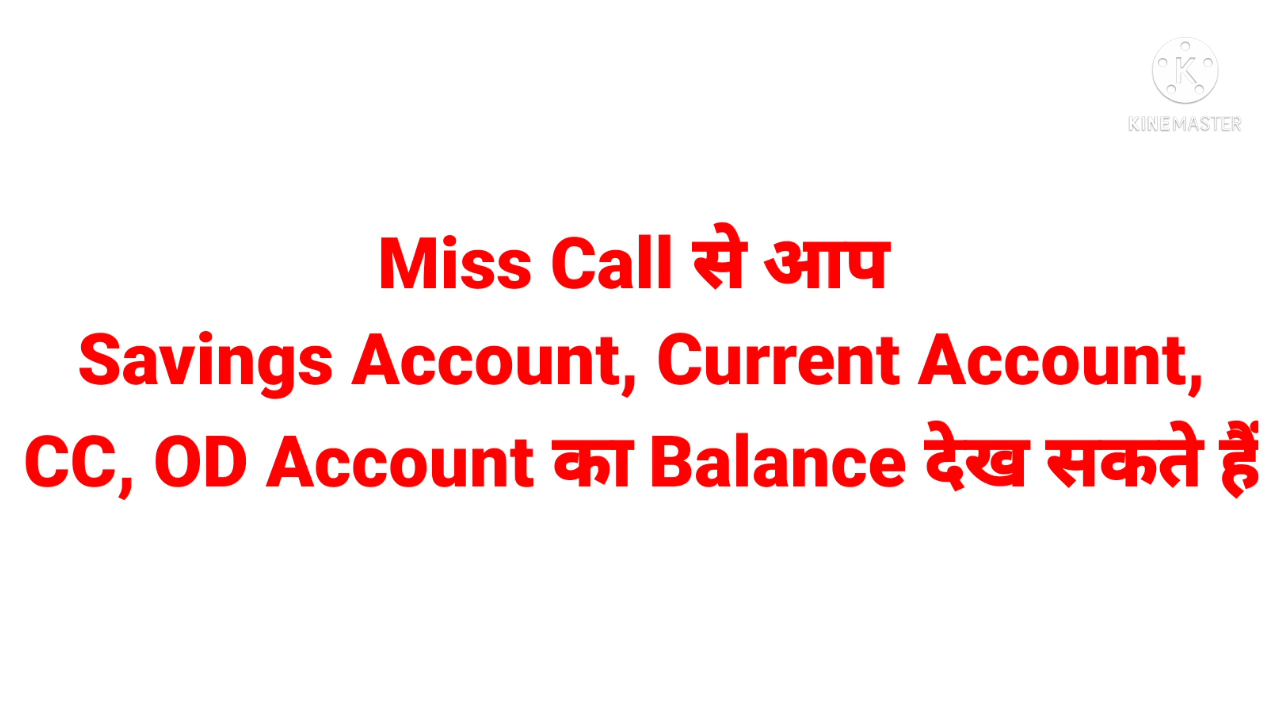 K
KINEMASTER
Miss Call से आप
Savings Account, Current Account,
CC, OD Account का Balance देख सकते हैं